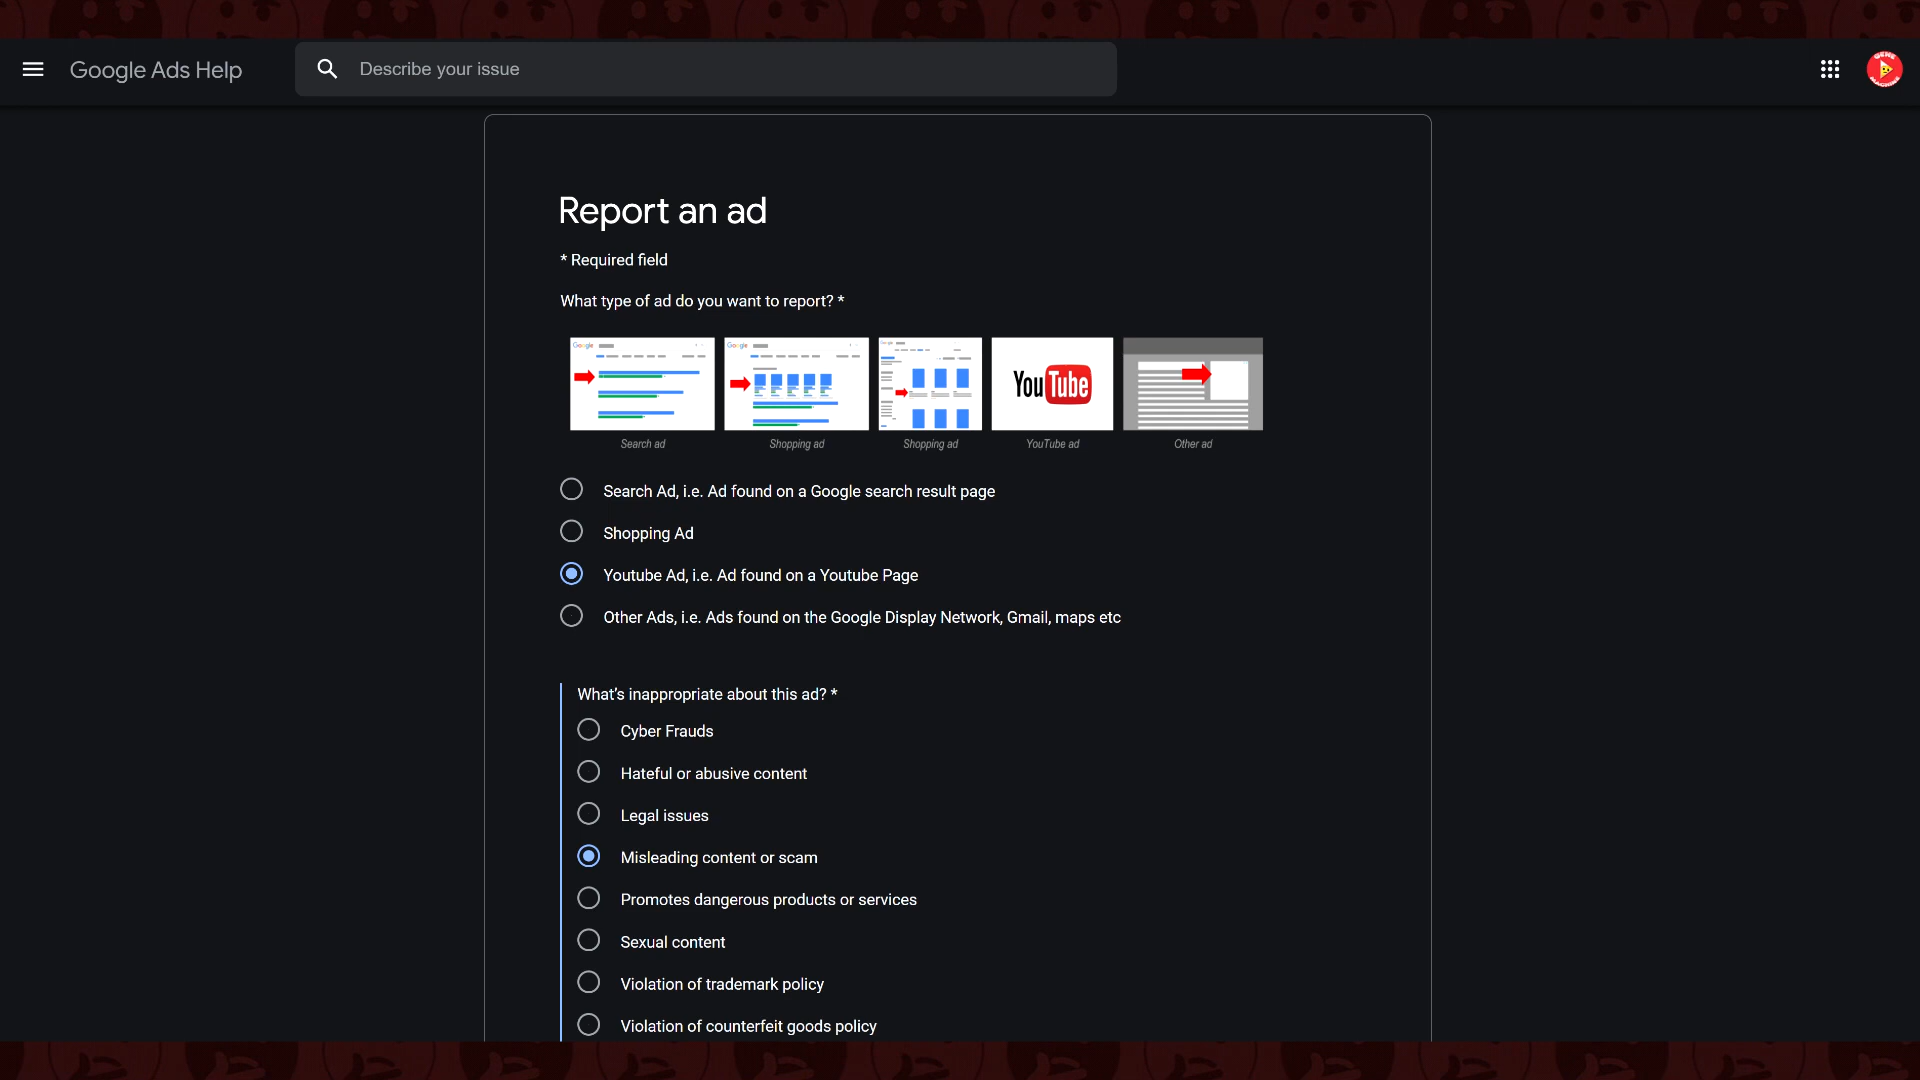 Google Ads Help
Describe your issue
Report an ad
* Required field
What type of ad do you want to report? *
Google
Google
YouTube
Search ad
Shopping ad
Shopping ad
YouTube ad
Other ad
Search Ad, i.e. Ad found on a Google search result page
Shopping Ad
Youtube Ad, i.e. Ad found on a Youtube Page
Other Ads, i.e. Ads found on the Google Display Network, Gmail, maps etc
What's inappropriate about this ad? *
Cyber Frauds
Hateful or abusive content
Legal issues
Misleading content or scam
Promotes dangerous products or services
Sexual content
Violation of trademark policy
Violation of counterfeit goods policy